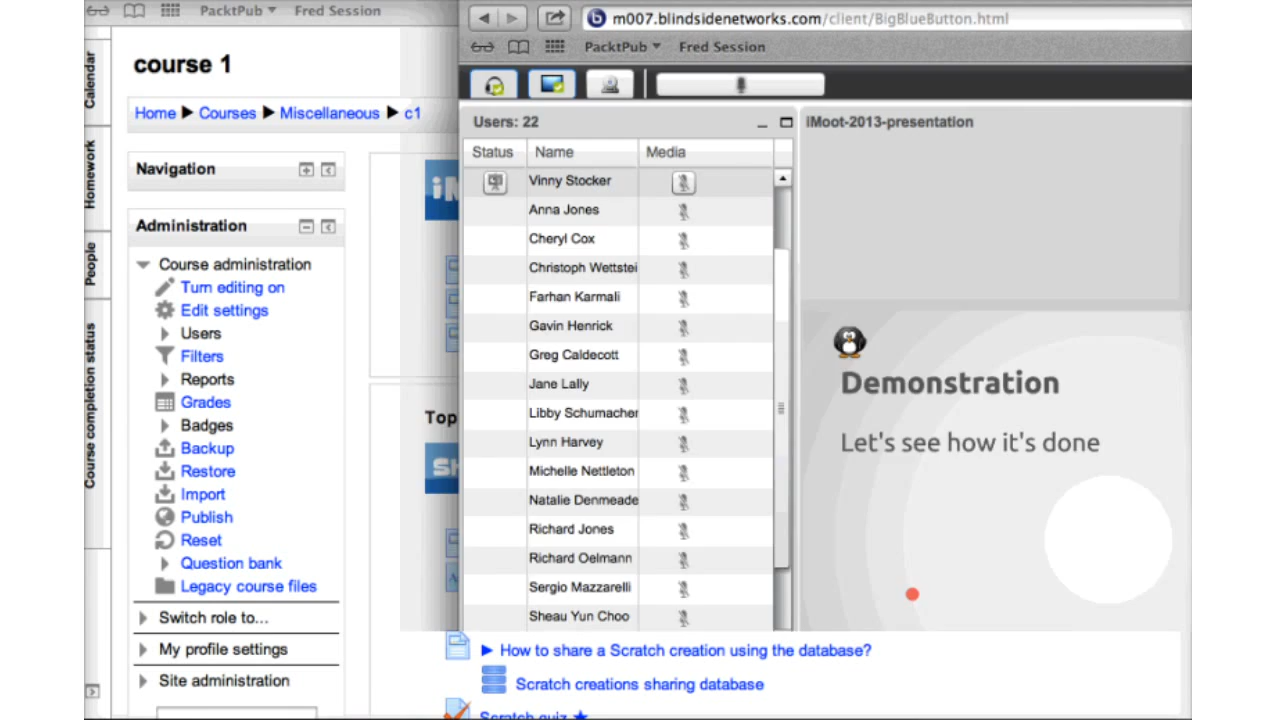 PacktPub
Fred Session
Calendar
Homework
People
Course completion status
course 1
Home ▶ Courses ▶ Miscellaneous ▶ c1
Navigation
Administration
Course administration
Turn editing on
Edit settings
Users
Filters
Reports
Grades
Badges
Backup
Restore
Import
Publish
Reset
Question bank
Legacy course files
Switch role to...
My profile settings
Site administration
Top
m007.blindsidenetworks.com/client/BigBlueButton.html
PacktPub
Fred Session
Users: 22
Status Name Media
Vinny Stocker
Anna Jones
Cheryl Cox
Christoph Wettstei
Farhan Karmali
Gavin Henrick
Greg Caldecott
Jane Lally
Libby Schumacher
Lynn Harvey
Michelle Nettleton
Natalie Denmeade
Richard Jones
Richard Oelmann
Sergio Mazzarelli
Sheau Yun Choo
iMoot-2013-presentation
Demonstration
Let's see how it's done
▶ How to share a Scratch creation using the database?
Scratch creations sharing database
Scratch quiz ★